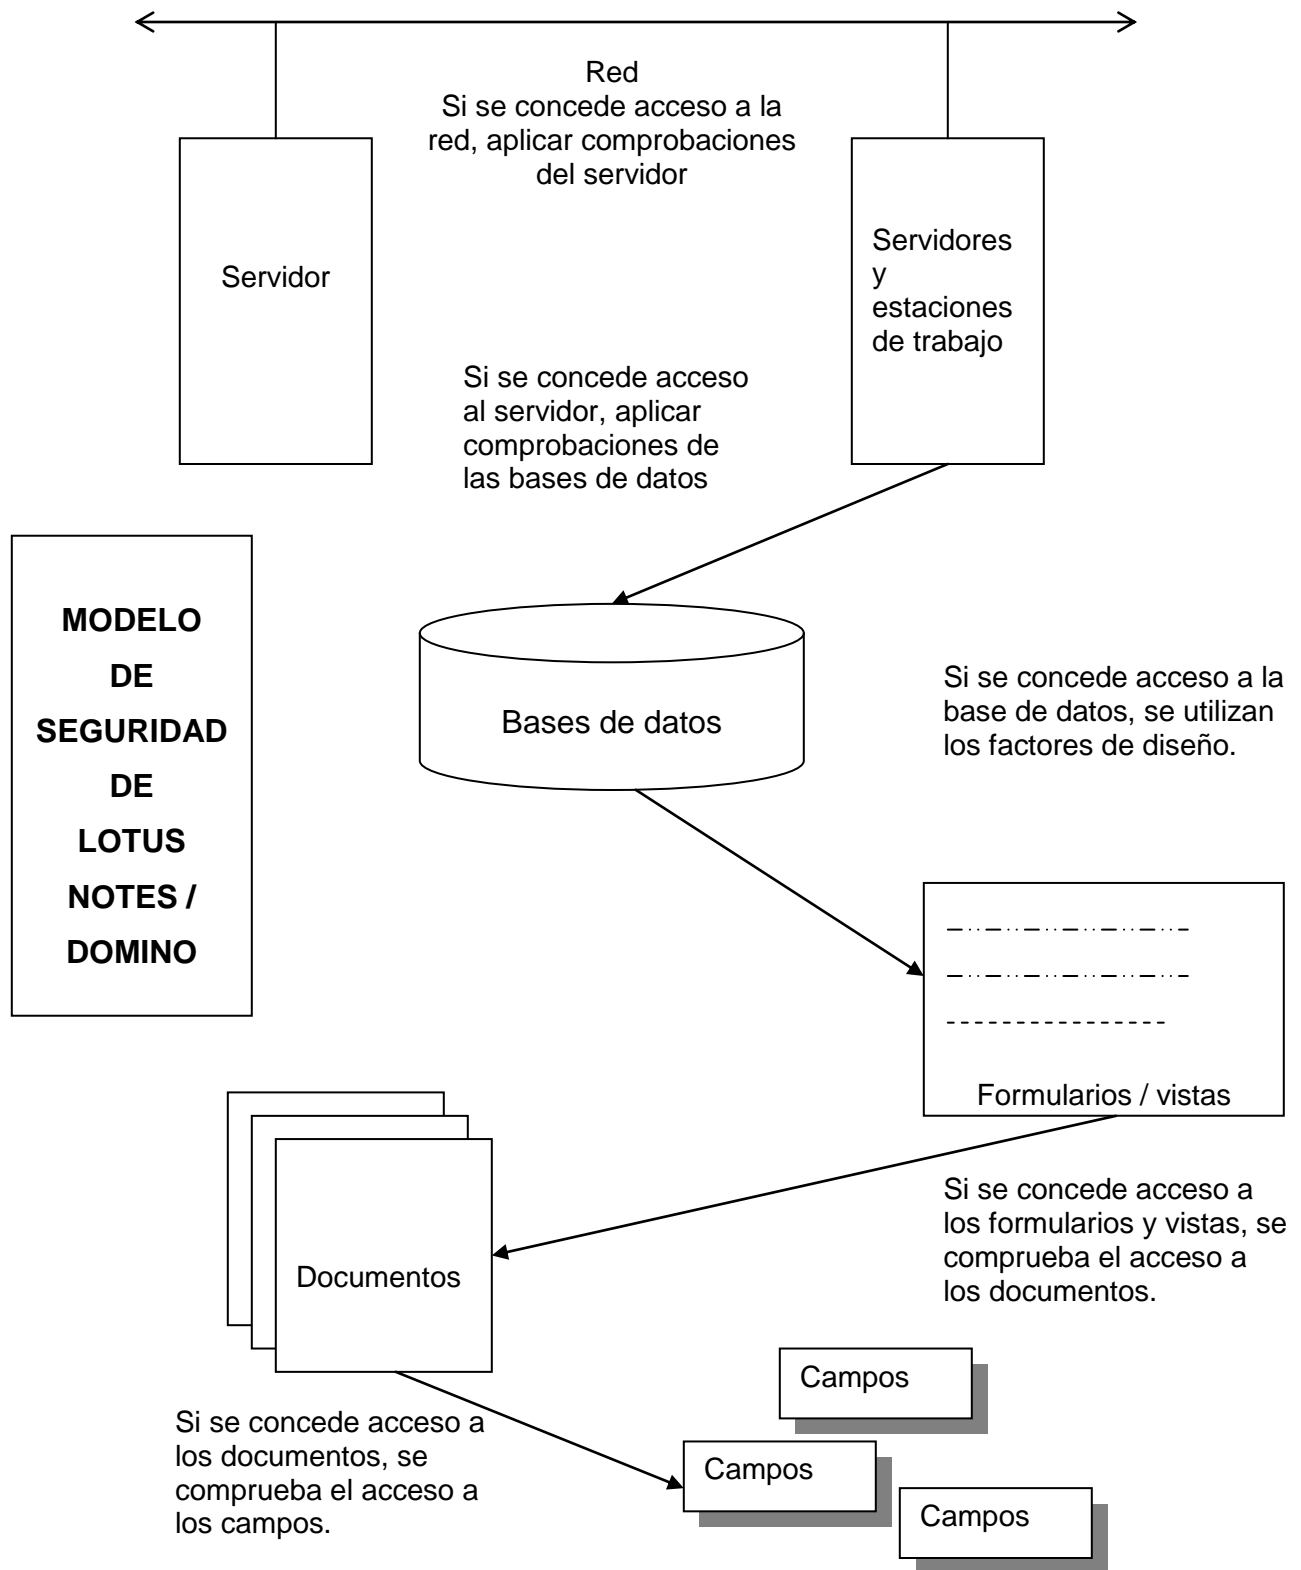 Red
Si se concede acceso a la
red, aplicar comprobaciones
del servidor
Servidor
Servidores
y
estaciones
de trabajo
Si se concede acceso
al servidor, aplicar
comprobaciones de
las bases de datos
MODELO
DE
SEGURIDAD
DE
LOTUS
NOTES /
DOMINO
Bases de datos
Si se concede acceso a la
base de datos, se utilizan
los factores de diseño.
Formularios / vistas
Si se concede acceso a
los formularios y vistas, se
comprueba el acceso a
los documentos.
Documentos
Si se concede acceso a
los documentos, se
comprueba el acceso a
los campos.
Campos
Campos
Campos